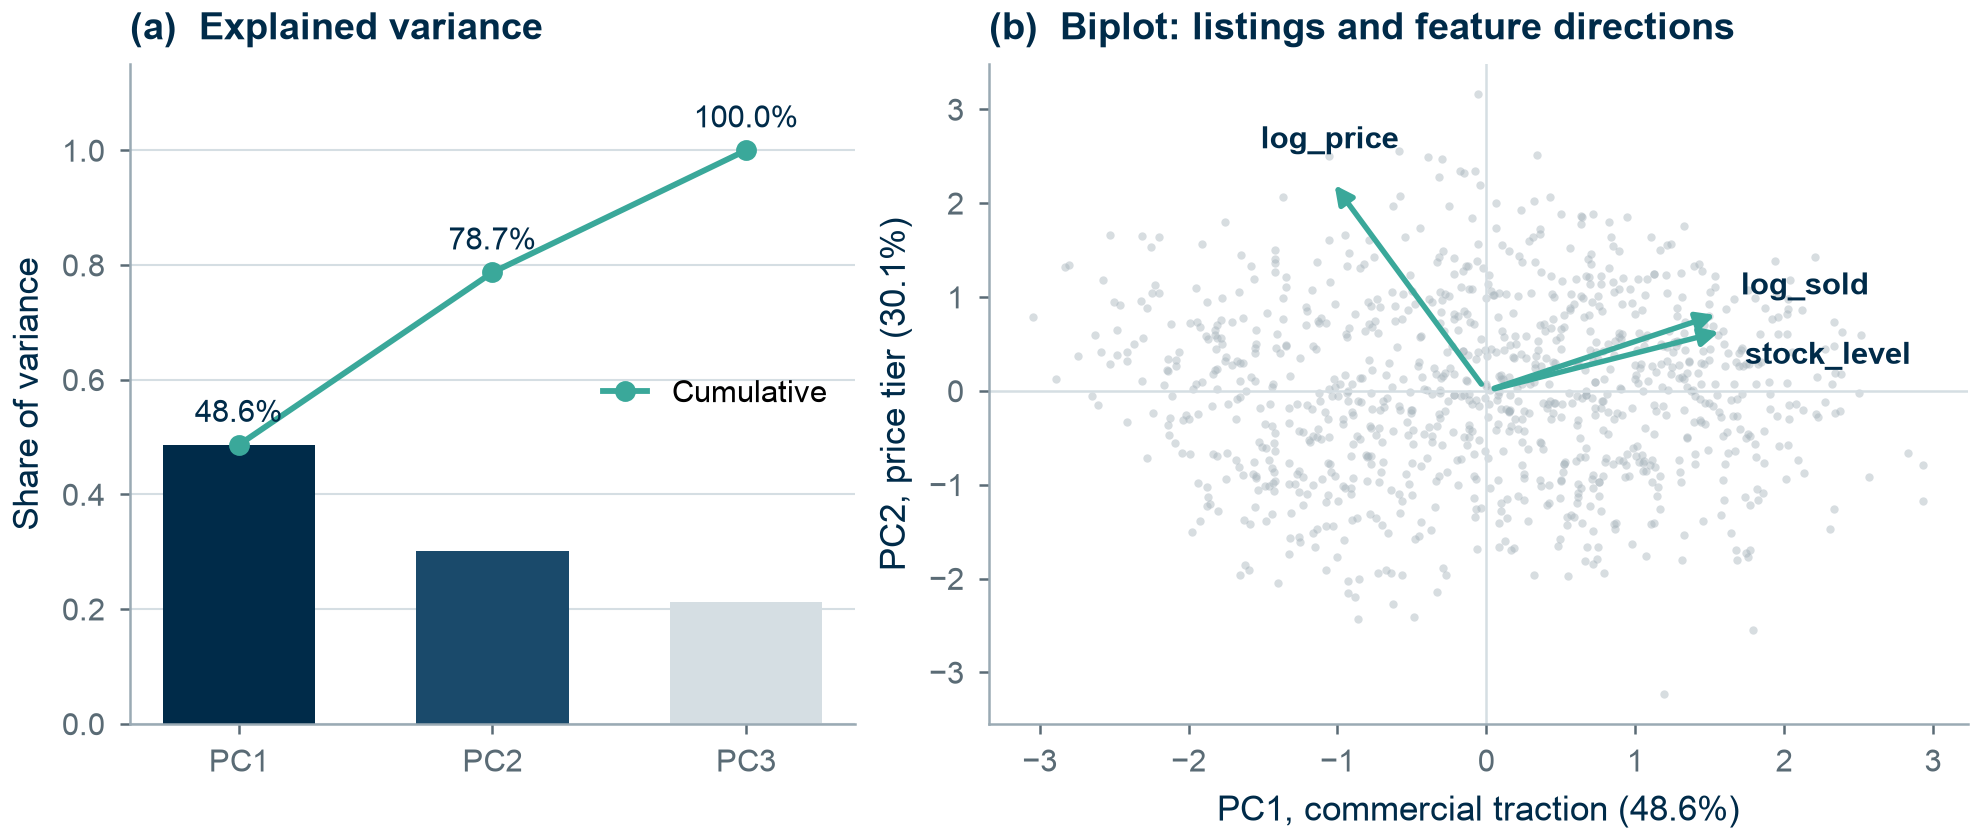 (a) Explained variance
Share of variance
1.0
0.8
0.6
0.4
0.2
0.0
48.6%
78.7%
100.0%
Cumulative
PC1
PC2
PC3
(b) Biplot: listings and feature directions
PC2, price tier (30.1%)
3
2
1
0
−1
−2
−3
log_price
log_sold
stock_level
−3
−2
−1
0
1
2
3
PC1, commercial traction (48.6%)